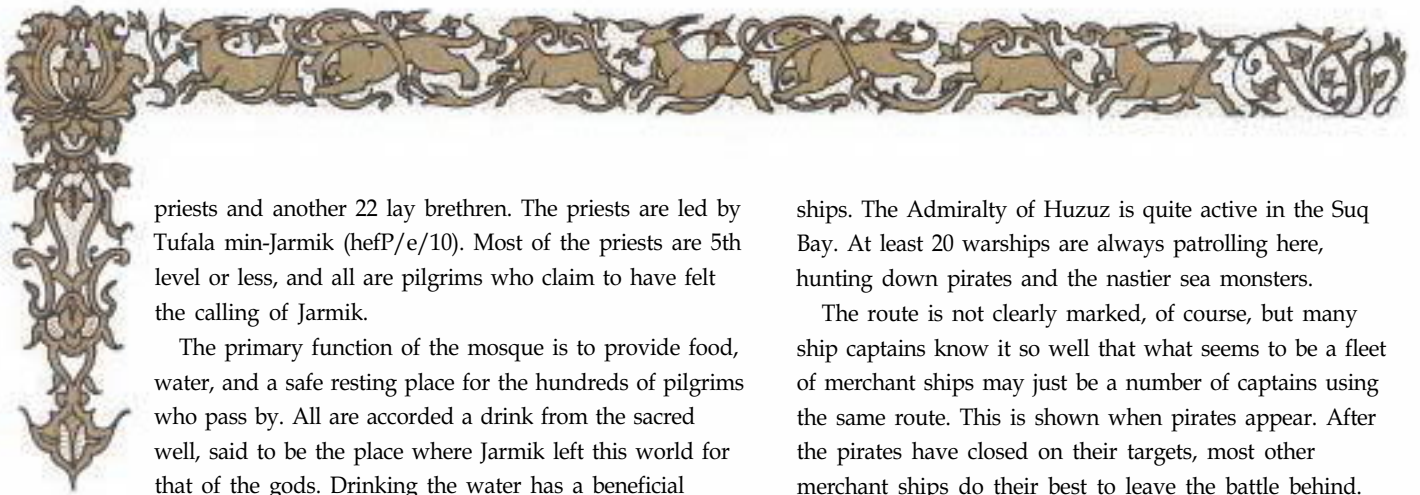 priests and another 22 lay brethren. The priests are led by
Tufala min-Jarmik (hefP/e/10). Most of the priests are 5th
level or less, and all are pilgrims who claim to have felt
the calling of Jarmik.
The primary function of the mosque is to provide food,
water, and a safe resting place for the hundreds of pilgrims
who pass by. All are accorded a drink from the sacred
well, said to be the place where Jarmik left this world for
that of the gods. Drinking the water has a beneficial
ships. The Admiralty of Huzuz is quite active in the Suq
Bay. At least 20 warships are always patrolling here,
hunting down pirates and the nastier sea monsters.
The route is not clearly marked, of course, but many
ship captains know it so well that what seems to be a fleet
of merchant ships may just be a number of captains using
the same route. This is shown when pirates appear. After
the pirates have closed on their targets, most other
merchant ships do their best to leave the battle behind.